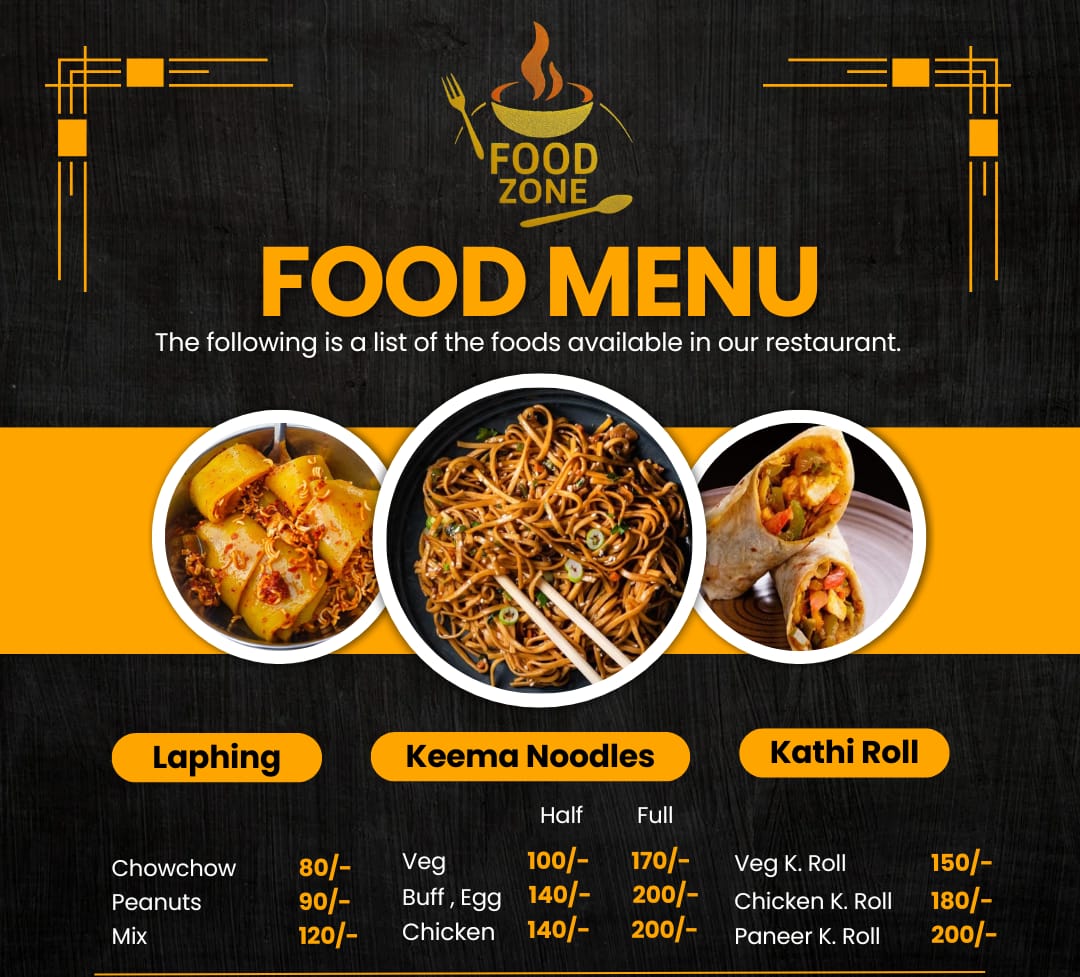 FOOD
ZONE
FOOD MENU
The following is a list of the foods available in our restaurant.
Laphing
Chowchow 80/-
Peanuts 90/-
Mix 120/-
Keema Noodles
Half Full
Veg 100/- 170/-
Buff , Egg 140/- 200/-
Chicken 140/- 200/-
Kathi Roll
Veg K. Roll 150/-
Chicken K. Roll 180/-
Paneer K. Roll 200/-